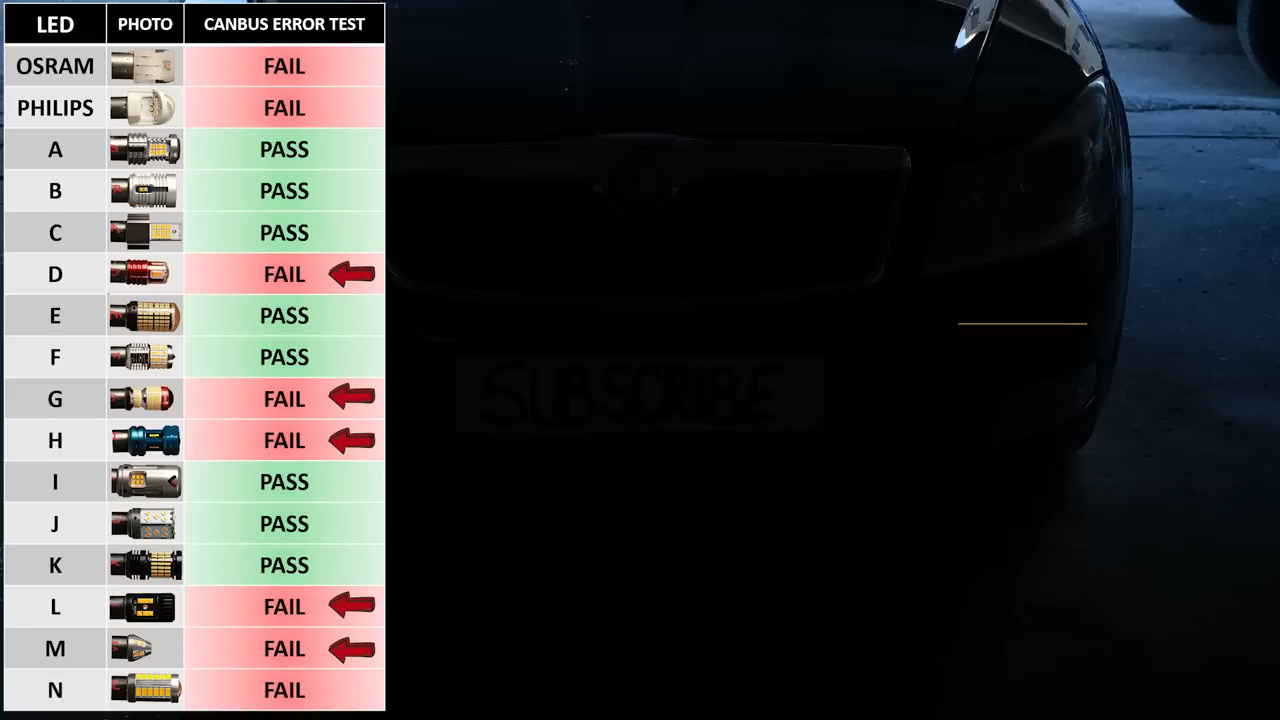 LED PHOTO CANBUS ERROR TEST
OSRAM FAIL
PHILIPS FAIL
A PASS
B PASS
C PASS
D FAIL
E PASS
F PASS
G FAIL
H FAIL
I PASS
J PASS
K PASS
L FAIL
M FAIL
N FAIL
SUBSCRIBE